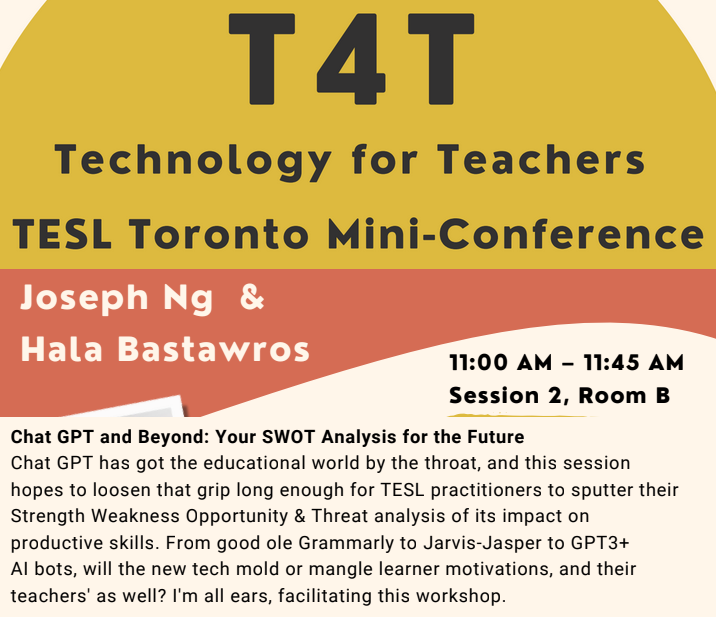 T4T
Technology for Teachers
TESL Toronto Mini-Conference
Joseph Ng &
Hala Bastawros
11:00 AM – 11:45 AM
Session 2, Room B
Chat GPT and Beyond: Your SWOT Analysis for the Future
Chat GPT has got the educational world by the throat, and this session
hopes to loosen that grip long enough for TESL practitioners to sputter their
Strength Weakness Opportunity & Threat analysis of its impact on
productive skills. From good ole Grammarly to Jarvis-Jasper to GPT3+
AI bots, will the new tech mold or mangle learner motivations, and their
teachers' as well? I'm all ears, facilitating this workshop.